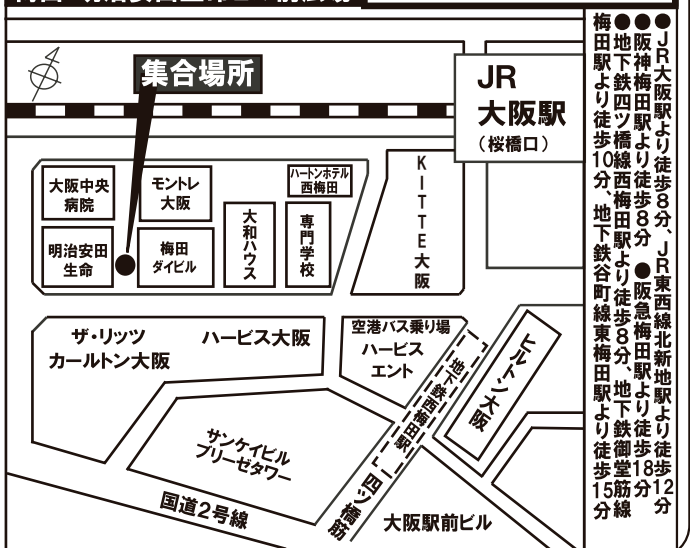 集合場所
JR
大阪駅
(桜橋口)
大阪中央
病院
モントレ
大阪
ハートンホテル
西梅田
KITTE大阪
明治安田
生命
梅田
ダイビル
大和ハウス
専門学校
ザ・リッツ
カールトン大阪
ハービス大阪
空港バス乗り場
ハービス
エント
地下鉄西梅田駅
ヒルトン大阪
サンケイビル
ブリーゼタワー
四ツ橋筋
国道2号線
大阪駅前ビル
●JR大阪駅より徒歩8分、JR東西線北新地駅より徒歩12分
●阪神梅田駅より徒歩8分 ●阪急梅田駅より徒歩18分
●地下鉄四ツ橋線西梅田駅より徒歩8分、地下鉄御堂筋線
梅田駅より徒歩10分、地下鉄谷町線東梅田駅より徒歩15分